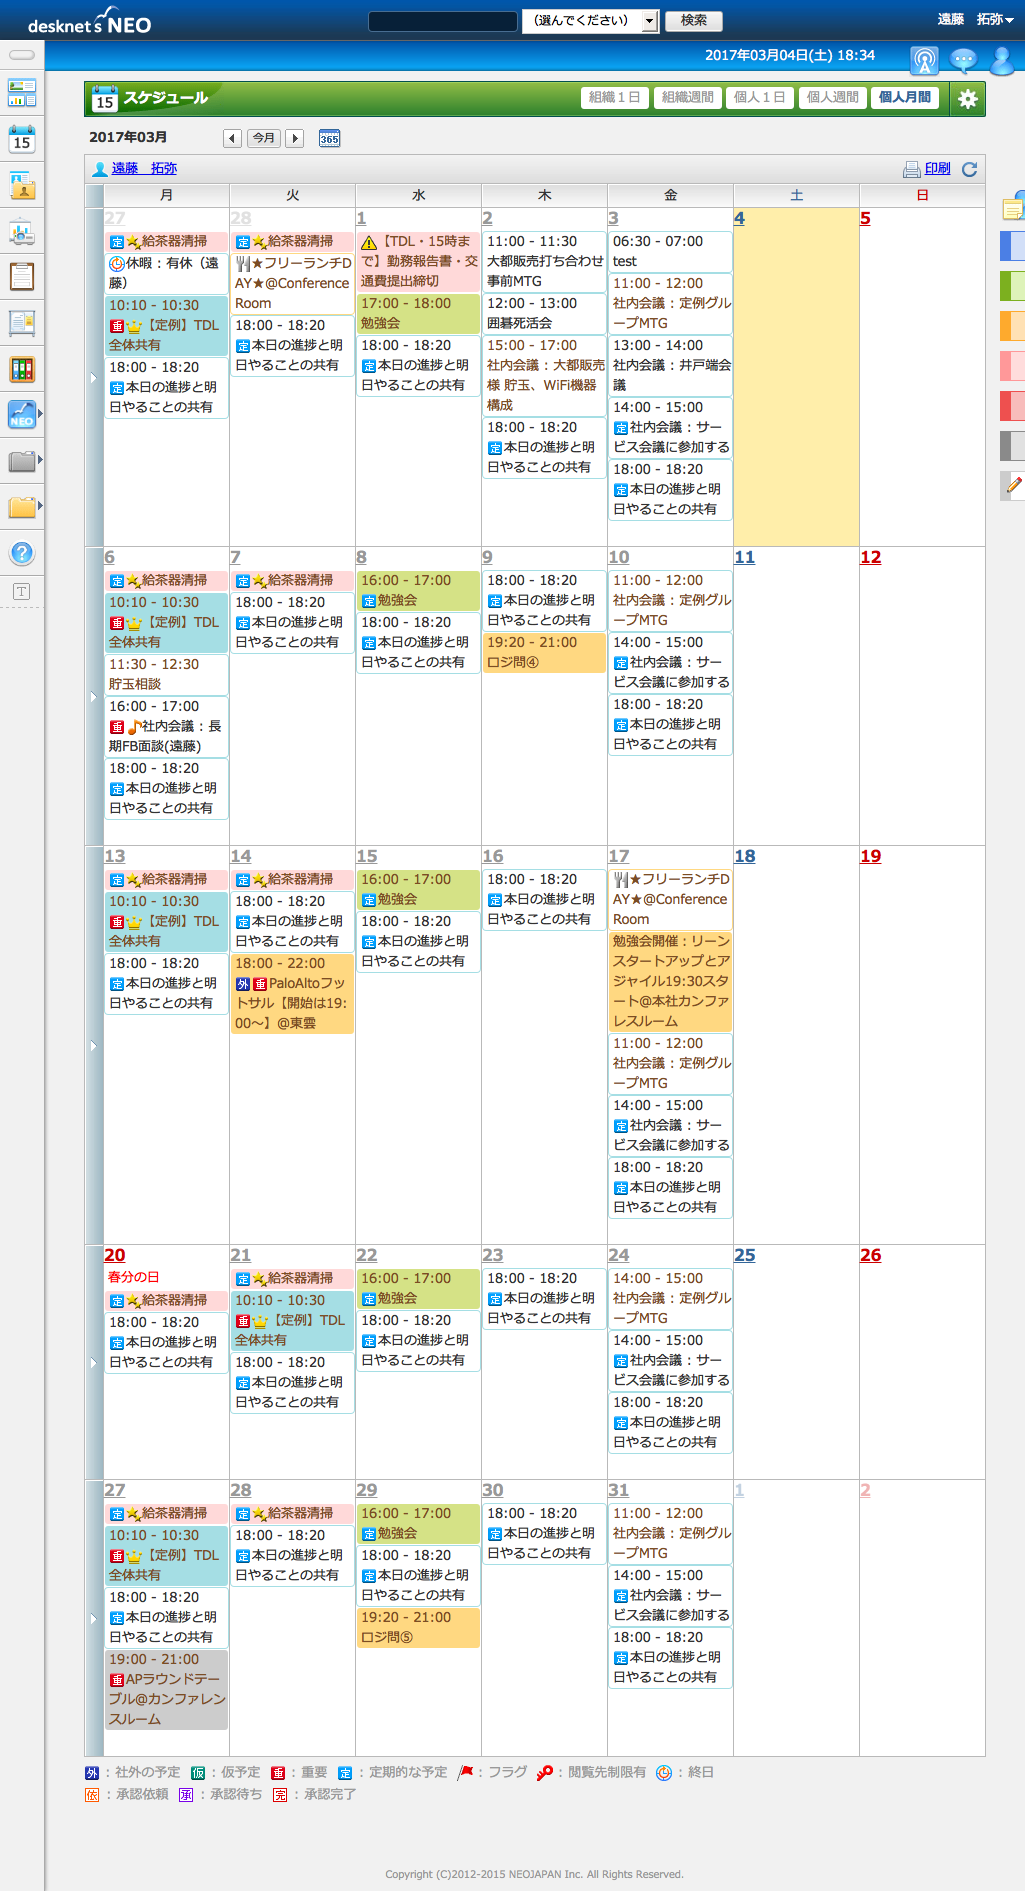 desknet's NEO
(選んでください)
検索
遠藤　拓弥
2017年03月04日(土) 18:34
15 スケジュール
組織１日 組織週間 個人１日 個人週間 個人月間
2017年03月
今月
365
遠藤　拓弥
印刷
月 火 水 木 金 土 日
15
NEO
?
T
27
定給茶器清掃
休暇：有休（遠
藤）
10:10 - 10:30
重【定例】TDL
全体共有
18:00 - 18:20
定本日の進捗と明
日やることの共有
28
定給茶器清掃
★フリーランチD
AY★@Conference
Room
18:00 - 18:20
定本日の進捗と明
日やることの共有
1
【TDL・15時ま
で】勤務報告書・交
通費提出締切
17:00 - 18:00
勉強会
18:00 - 18:20
定本日の進捗と明
日やることの共有
2
11:00 - 11:30
大都販売打ち合わせ
事前MTG
12:00 - 13:00
囲碁死活会
15:00 - 17:00
社内会議：大都販売
様 貯玉、WiFi機器
構成
18:00 - 18:20
定本日の進捗と明
日やることの共有
3
06:30 - 07:00
test
11:00 - 12:00
社内会議：定例グル
ープMTG
13:00 - 14:00
社内会議：井戸端会
議
14:00 - 15:00
定社内会議：サー
ビス会議に参加する
18:00 - 18:20
定本日の進捗と明
日やることの共有
4
5
6
定給茶器清掃
10:10 - 10:30
重【定例】TDL
全体共有
11:30 - 12:30
貯玉相談
16:00 - 17:00
重社内会議：長
期FB面談(遠藤)
18:00 - 18:20
定本日の進捗と明
日やることの共有
7
定給茶器清掃
18:00 - 18:20
定本日の進捗と明
日やることの共有
8
16:00 - 17:00
定勉強会
18:00 - 18:20
定本日の進捗と明
日やることの共有
9
18:00 - 18:20
定本日の進捗と明
日やることの共有
19:20 - 21:00
ロジ問④
10
11:00 - 12:00
社内会議：定例グル
ープMTG
14:00 - 15:00
定社内会議：サー
ビス会議に参加する
18:00 - 18:20
定本日の進捗と明
日やることの共有
11
12
13
定給茶器清掃
10:10 - 10:30
重【定例】TDL
全体共有
18:00 - 18:20
定本日の進捗と明
日やることの共有
14
定給茶器清掃
18:00 - 18:20
定本日の進捗と明
日やることの共有
18:00 - 22:00
外重PaloAltoフッ
トサル【開始は19:
00～】@東雲
15
16:00 - 17:00
定勉強会
18:00 - 18:20
定本日の進捗と明
日やることの共有
16
18:00 - 18:20
定本日の進捗と明
日やることの共有
17
★フリーランチD
AY★@Conference
Room
勉強会開催：リーン
スタートアップとア
ジャイル19:30スタ
ート@本社カンファ
レスルーム
11:00 - 12:00
社内会議：定例グル
ープMTG
14:00 - 15:00
定社内会議：サー
ビス会議に参加する
18:00 - 18:20
定本日の進捗と明
日やることの共有
18
19
20
春分の日
定給茶器清掃
18:00 - 18:20
定本日の進捗と明
日やることの共有
21
定給茶器清掃
10:10 - 10:30
重【定例】TDL
全体共有
18:00 - 18:20
定本日の進捗と明
日やることの共有
22
16:00 - 17:00
定勉強会
18:00 - 18:20
定本日の進捗と明
日やることの共有
23
18:00 - 18:20
定本日の進捗と明
日やることの共有
24
14:00 - 15:00
社内会議：定例グル
ープMTG
14:00 - 15:00
定社内会議：サー
ビス会議に参加する
18:00 - 18:20
定本日の進捗と明
日やることの共有
25
26
27
定給茶器清掃
10:10 - 10:30
重【定例】TDL
全体共有
18:00 - 18:20
定本日の進捗と明
日やることの共有
19:00 - 21:00
重APラウンドテー
ブル@カンファレン
スルーム
28
定給茶器清掃
18:00 - 18:20
定本日の進捗と明
日やることの共有
29
16:00 - 17:00
定勉強会
18:00 - 18:20
定本日の進捗と明
日やることの共有
19:20 - 21:00
ロジ問⑤
30
18:00 - 18:20
定本日の進捗と明
日やることの共有
31
11:00 - 12:00
社内会議：定例グル
ープMTG
14:00 - 15:00
定社内会議：サー
ビス会議に参加する
18:00 - 18:20
定本日の進捗と明
日やることの共有
1
2
外：社外の予定 仮：仮予定 重：重要 定：定期的な予定 ：フラグ ：閲覧先制限有 ：終日
依：承認依頼 承：承認待ち 完：承認完了
Copyright (C)2012-2015 NEOJAPAN Inc. All Rights Reserved.